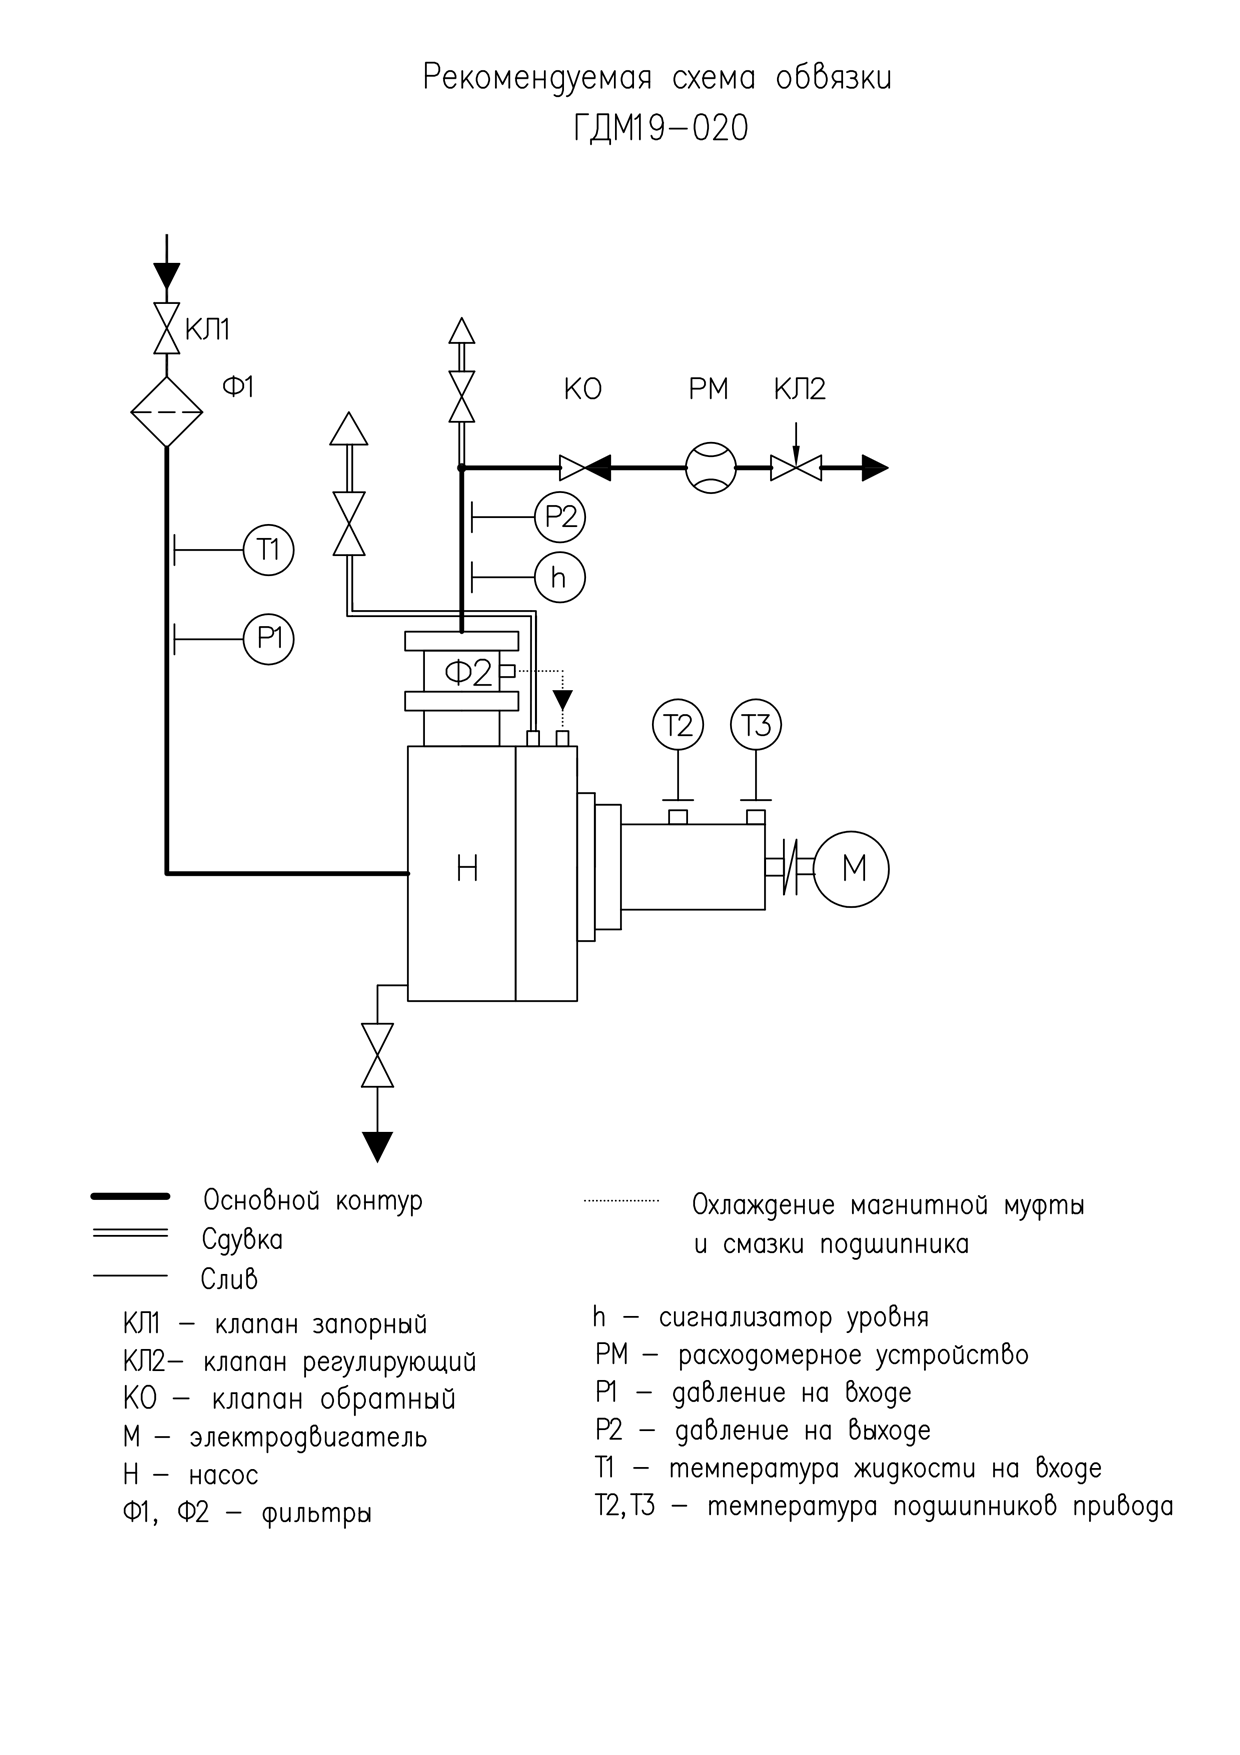 Рекомендуемая схема обвязки
ГДМ19-020
КЛ1
Ф1
КО
РМ
КЛ2
Р2
Т1
h
Р1
Ф2
Т2
Т3
Н
М
Основной контур
Сдувка
Слив
Охлаждение магнитной муфты
и смазки подшипника
КЛ1 – клапан запорный
КЛ2– клапан регулирующий
КО – клапан обратный
М – электродвигатель
Н – насос
Ф1, Ф2 – фильтры
h – сигнализатор уровня
РМ – расходомерное устройство
Р1 – давление на входе
Р2 – давление на выходе
Т1 – температура жидкости на входе
Т2,Т3 – температура подшипников привода